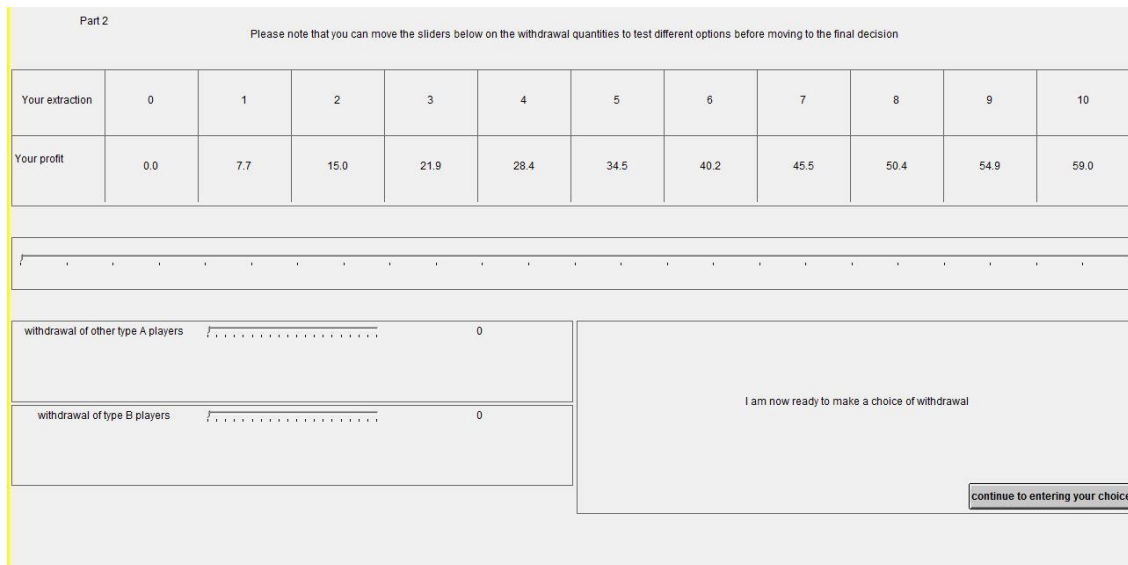 Part 2
Please note that you can move the sliders below on the withdrawal quantities to test different options before moving to the final decision
Your extraction 0 1 2 3 4 5 6 7 8 9 10
Your profit 0.0 7.7 15.0 21.9 28.4 34.5 40.2 45.5 50.4 54.9 59.0
withdrawal of other type A players 0
withdrawal of type B players 0
I am now ready to make a choice of withdrawal
continue to entering your choice